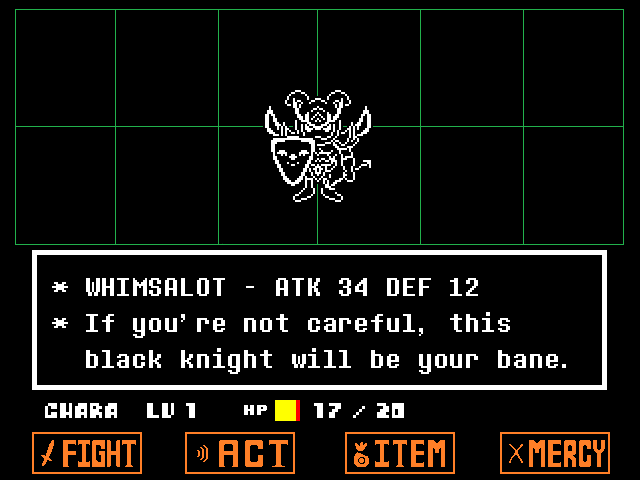 * WHIMSALOT - ATK 34 DEF 12
* If you're not careful, this
black knight will be your bane.
CHARA LV 1 HP 17 / 20
FIGHT ACT ITEM MERCY